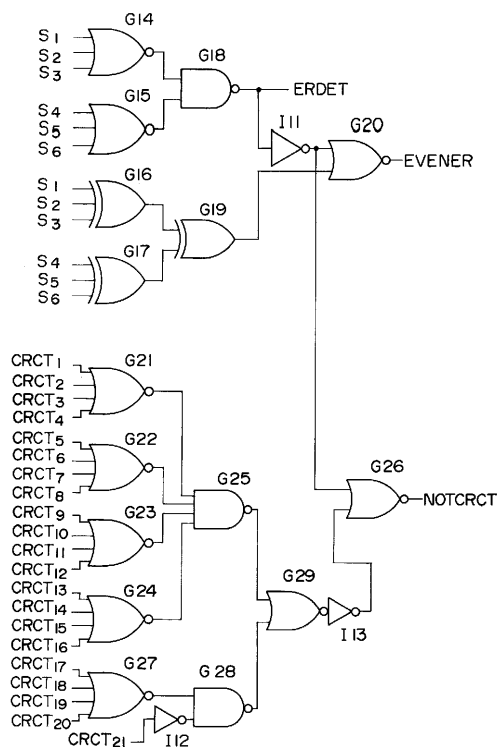 G14
S1
S2
S3
G18
G15
ERDET
S4
S5
S6
I11
G20
EVENER
G16
S1
S2
S3
G19
G17
S4
S5
S6
G21
CRCT1
CRCT2
CRCT3
CRCT4
G22
CRCT5
CRCT6
CRCT7
CRCT8
G25
G26
NOTCRCT
G23
CRCT9
CRCT10
CRCT11
CRCT12
G29
G24
CRCT13
CRCT14
CRCT15
CRCT16
I13
G27
CRCT17
CRCT18
CRCT19
CRCT20
G28
CRCT21
I12